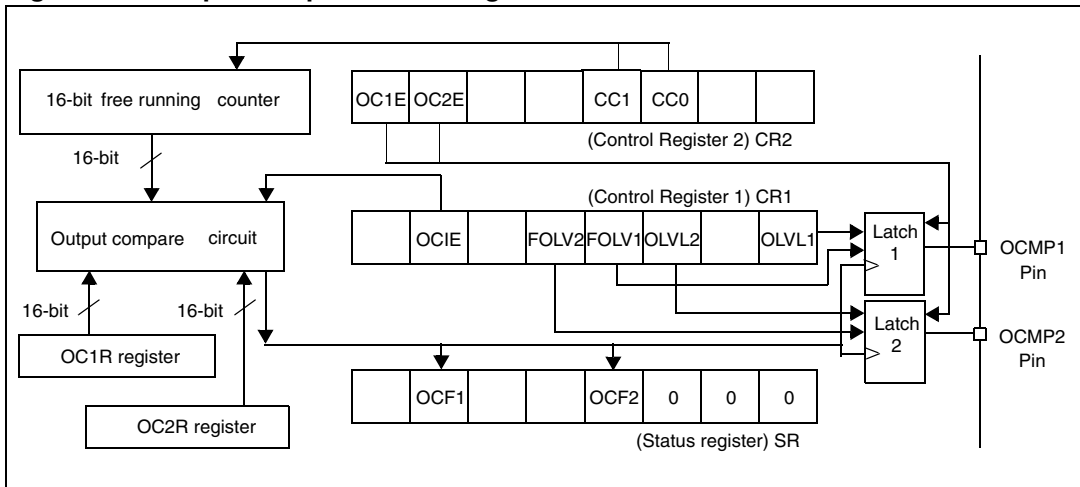 16-bit free running counter
OC1E OC2E CC1 CC0
(Control Register 2) CR2
16-bit
(Control Register 1) CR1
Output compare circuit
OCIE FOLV2 FOLV1 OLVL2 OLVL1
Latch
1
OCMP1
Pin
16-bit
16-bit
Latch
2
OCMP2
Pin
OC1R register
OCF1 OCF2 0 0 0
OC2R register
(Status register) SR